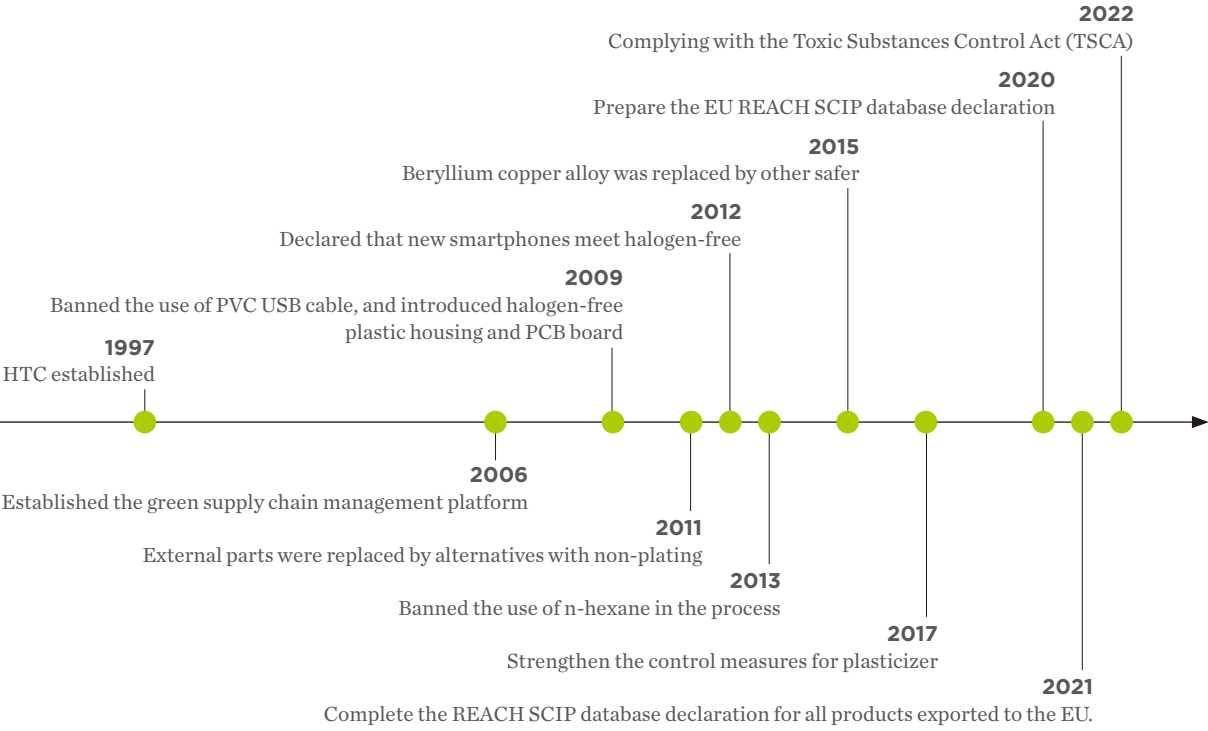 2022
Complying with the Toxic Substances Control Act (TSCA)
2020
Prepare the EU REACH SCIP database declaration
2015
Beryllium copper alloy was replaced by other safer
2012
Declared that new smartphones meet halogen-free
2009
Banned the use of PVC USB cable, and introduced halogen-free
plastic housing and PCB board
1997
HTC established
2006
Established the green supply chain management platform
2011
External parts were replaced by alternatives with non-plating
2013
Banned the use of n-hexane in the process
2017
Strengthen the control measures for plasticizer
2021
Complete the REACH SCIP database declaration for all products exported to the EU.